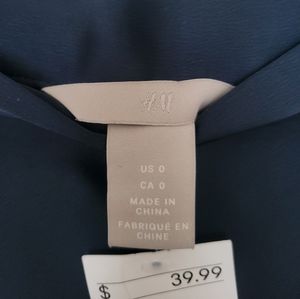 H&M
US 0
CA 0
MADE IN
CHINA
FABRIQUÉ EN
CHINE
$ 39.99